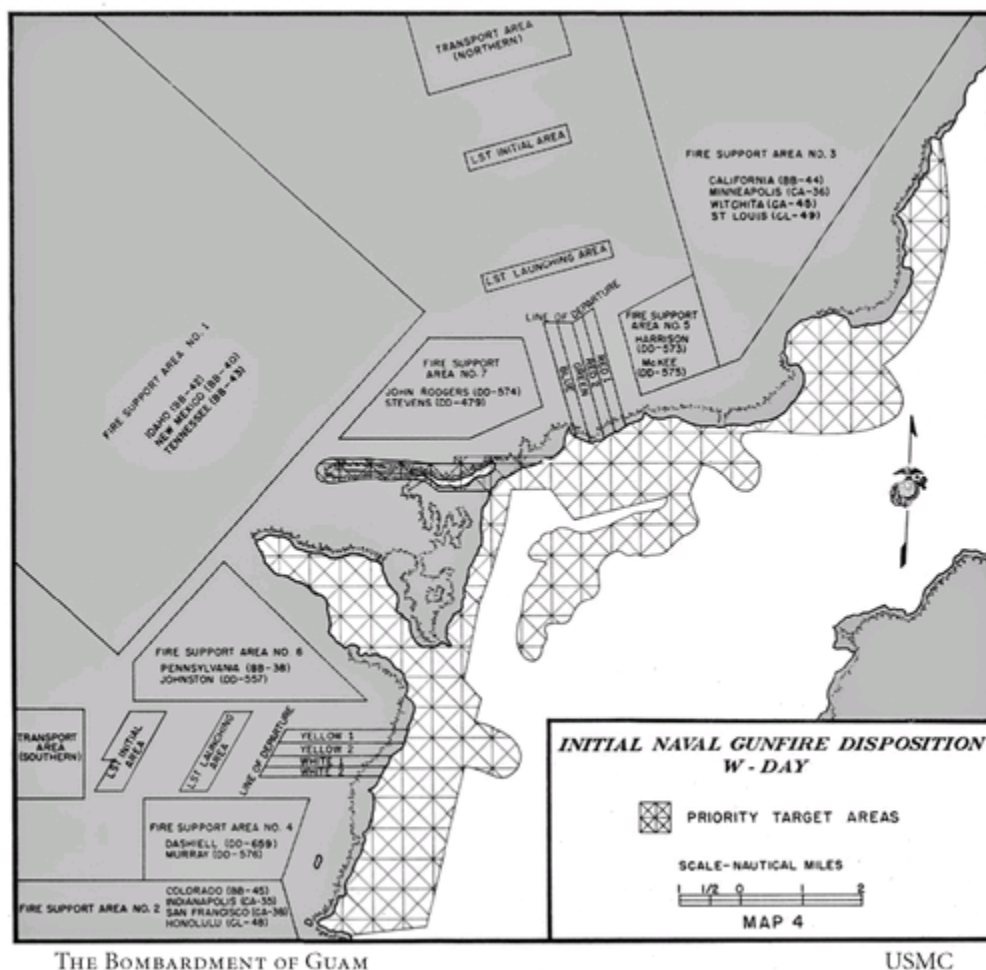 TRANSPORT AREA
(NORTHERN)
LST INITIAL AREA
FIRE SUPPORT AREA NO. 3
CALIFORNIA (BB-44)
MINNEAPOLIS (CA-36)
WITCHITA (CA-45)
ST LOUIS (CL-49)
LST LAUNCHING AREA
LINE OF DEPARTURE
FIRE SUPPORT
AREA NO. 5
HARRISON
(DD-573)
McKEE
(DD-575)
BLUE
GREEN
RED 2
RED 1
FIRE SUPPORT
AREA NO. 7
JOHN RODGERS (DD-574)
STEVENS (DD-479)
FIRE SUPPORT AREA NO. 1
IDAHO (BB-42)
NEW MEXICO (BB-40)
TENNESSEE (BB-43)
FIRE SUPPORT AREA NO. 6
PENNSYLVANIA (BB-38)
JOHNSTON (DD-557)
TRANSPORT
AREA
(SOUTHERN)
LST INITIAL
AREA
LST LAUNCHING
AREA
LINE OF DEPARTURE
YELLOW 1
YELLOW 2
WHITE 1
WHITE 2
FIRE SUPPORT AREA NO. 4
DASHIELL (DD-659)
MURRAY (DD-576)
FIRE SUPPORT AREA NO. 2
COLORADO (BB-45)
INDIANAPOLIS (CA-35)
SAN FRANCISCO (CA-38)
HONOLULU (CL-48)
INITIAL NAVAL GUNFIRE DISPOSITION
W - DAY
PRIORITY TARGET AREAS
SCALE-NAUTICAL MILES
1 1/2 0 1 2
MAP 4
THE BOMBARDMENT OF GUAM
USMC